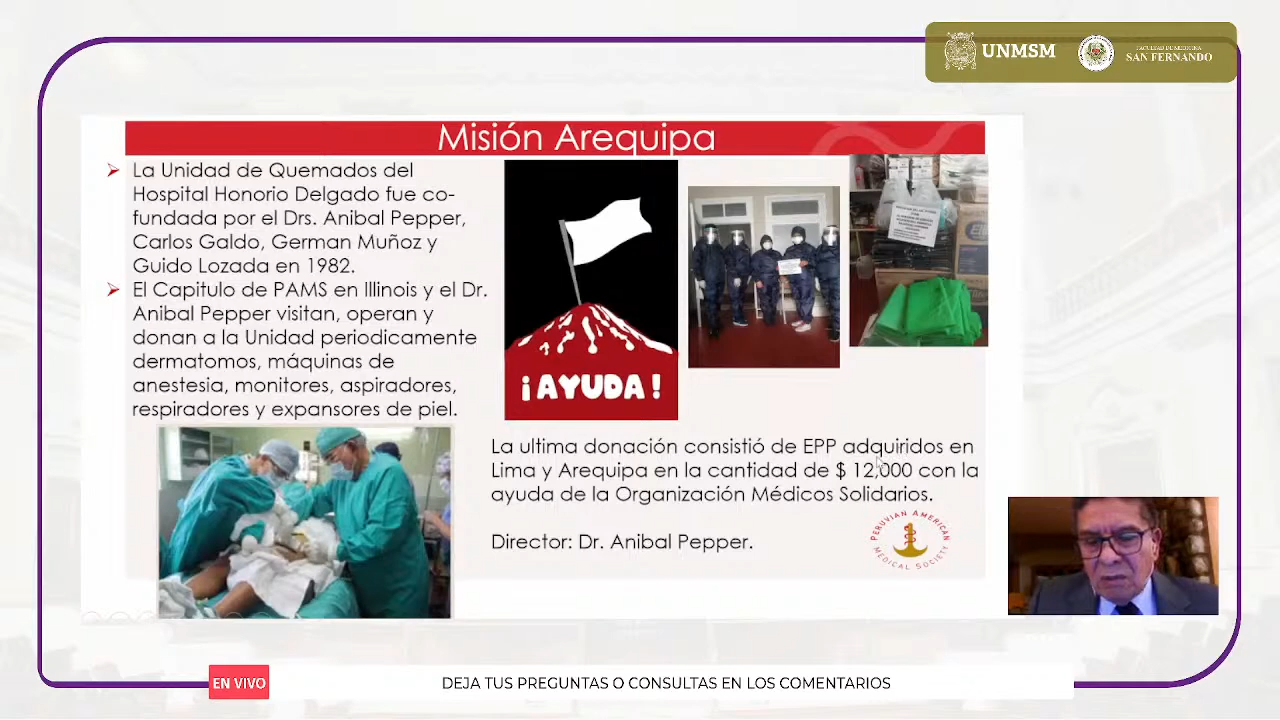 UNMSM
FACULTAD DE MEDICINA
SAN FERNANDO
Misión Arequipa
La Unidad de Quemados del
Hospital Honorio Delgado fue co-
fundada por el Drs. Anibal Pepper,
Carlos Galdo, German Muñoz y
Guido Lozada en 1982.
El Capitulo de PAMS en Illinois y el Dr.
Anibal Pepper visitan, operan y
donan a la Unidad periodicamente
dermatomos, máquinas de
anestesia, monitores, aspiradores,
respiradores y expansores de piel.
¡AYUDA!
La ultima donación consistió de EPP adquiridos en
Lima y Arequipa en la cantidad de $ 12,000 con la
ayuda de la Organización Médicos Solidarios.
Director: Dr. Anibal Pepper.
PERUVIAN AMERICAN
MEDICAL SOCIETY
EN VIVO
DEJA TUS PREGUNTAS O CONSULTAS EN LOS COMENTARIOS